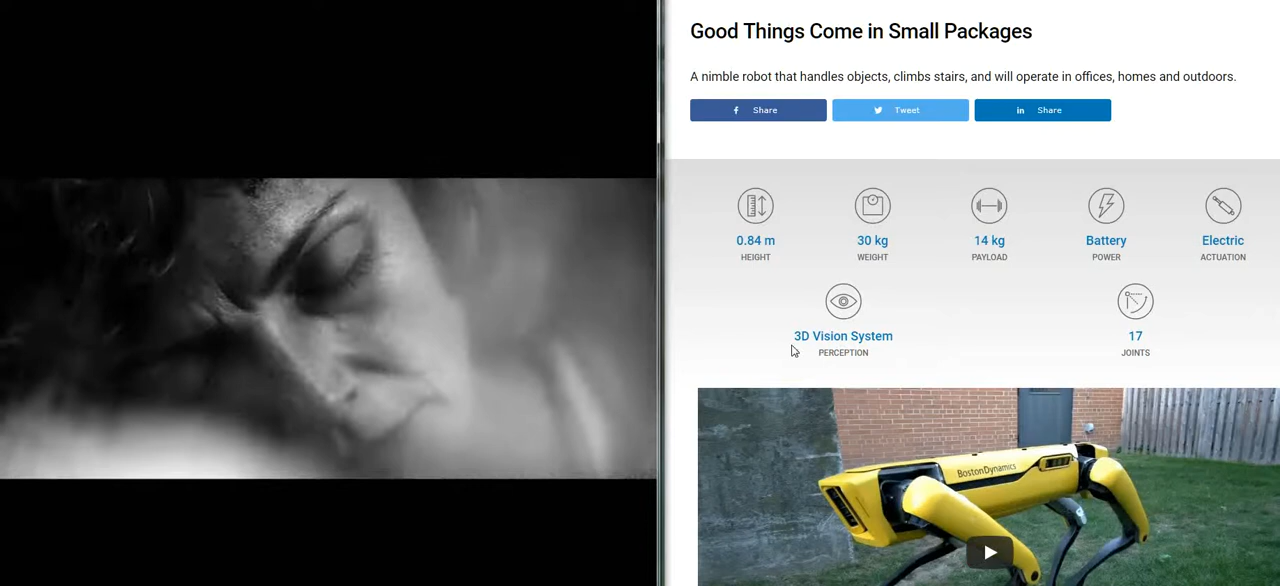 Good Things Come in Small Packages
A nimble robot that handles objects, climbs stairs, and will operate in offices, homes and outdoors.
Share
Tweet
Share
0.84 m
HEIGHT
30 kg
WEIGHT
14 kg
PAYLOAD
Battery
POWER
Electric
ACTUATION
3D Vision System
PERCEPTION
17
JOINTS
BostonDynamics